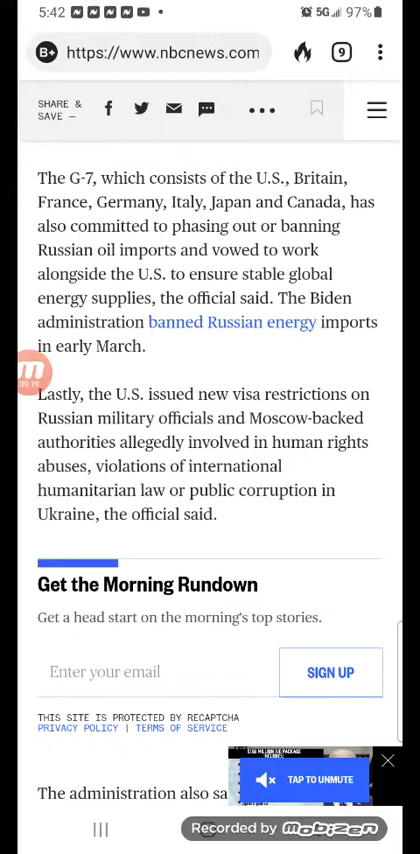 5:42
5G 97%
B+ https://www.nbcnews.com 9
SHARE &
SAVE —
The G-7, which consists of the U.S., Britain,
France, Germany, Italy, Japan and Canada, has
also committed to phasing out or banning
Russian oil imports and vowed to work
alongside the U.S. to ensure stable global
energy supplies, the official said. The Biden
administration banned Russian energy imports
in early March.
09:19
Lastly, the U.S. issued new visa restrictions on
Russian military officials and Moscow-backed
authorities allegedly involved in human rights
abuses, violations of international
humanitarian law or public corruption in
Ukraine, the official said.
Get the Morning Rundown
Get a head start on the morning's top stories.
Enter your email
SIGN UP
THIS SITE IS PROTECTED BY RECAPTCHA
PRIVACY POLICY | TERMS OF SERVICE
TAP TO UNMUTE
The administration also sa
Recorded by mobizen